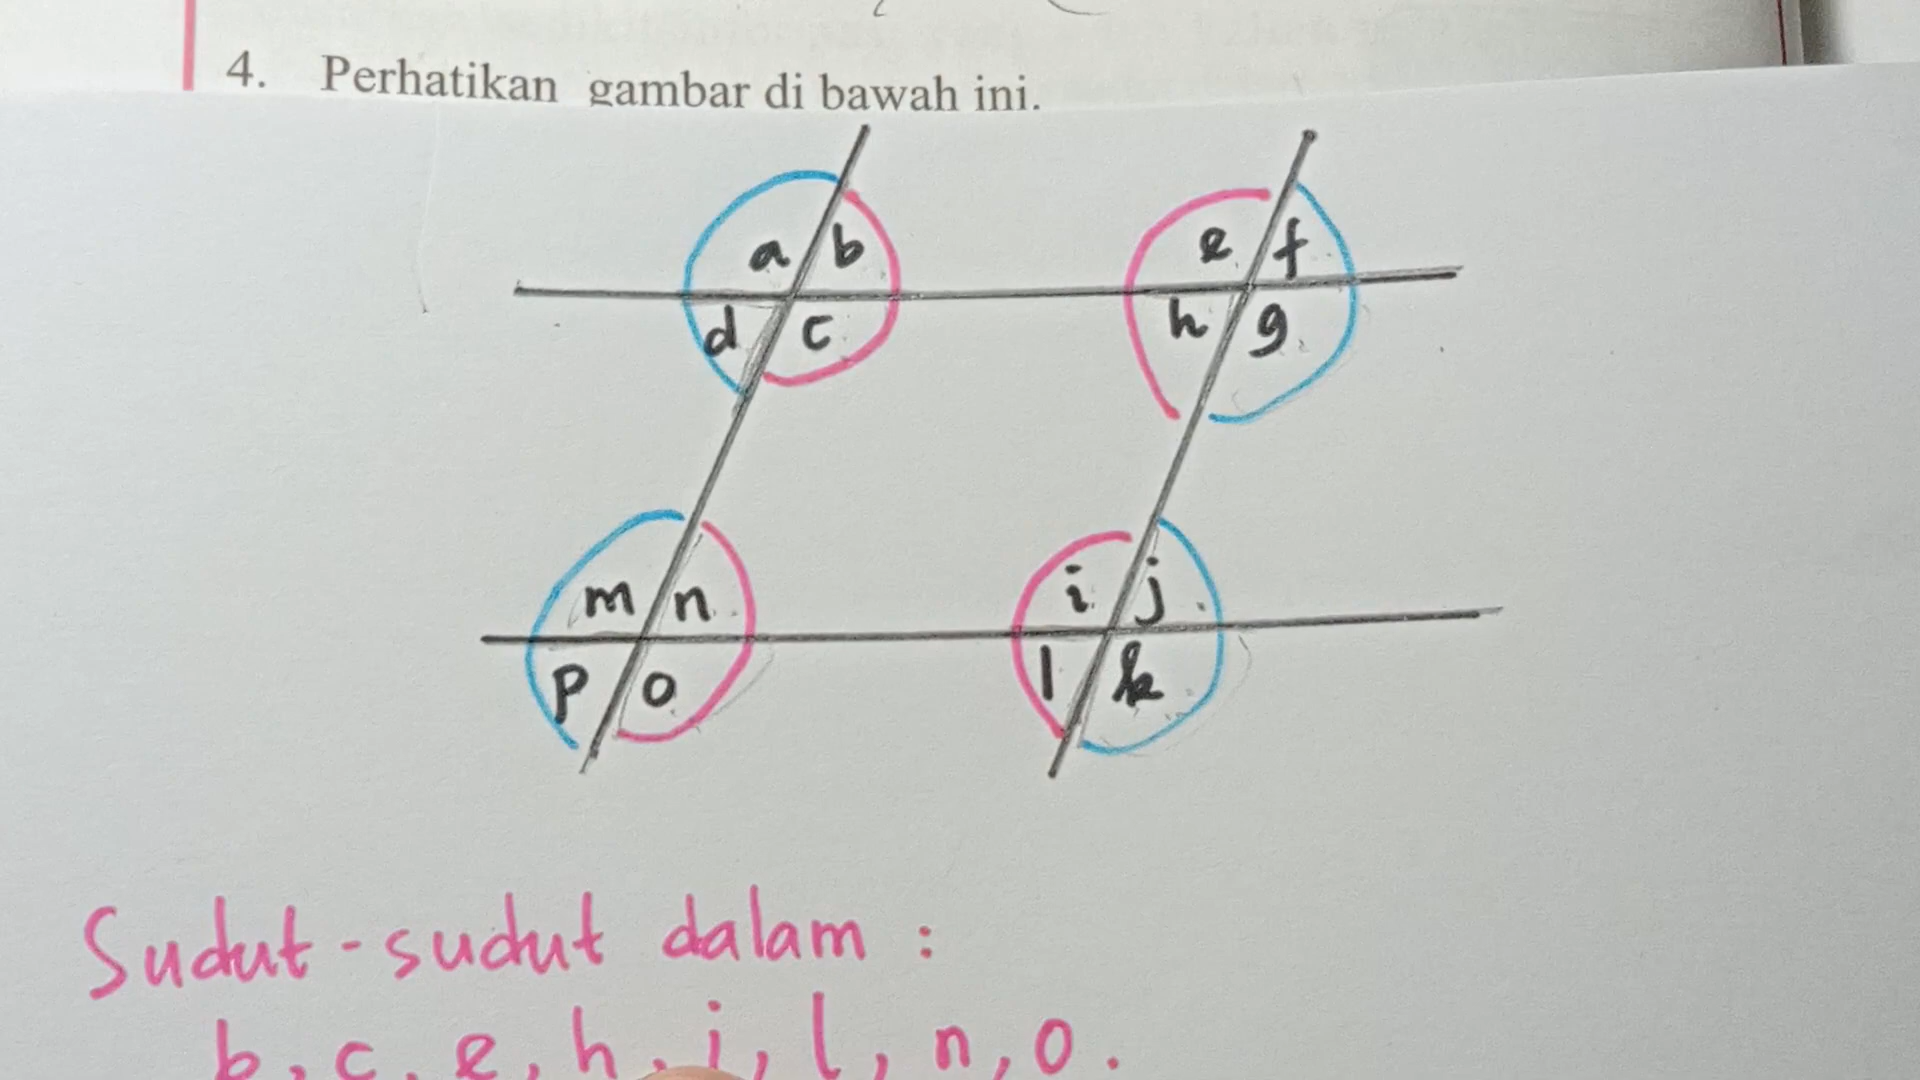 4. Perhatikan gambar di bawah ini.
a b e f
d c h g
m n i j
p o l k
Sudut-sudut dalam :
b, c, e, h, i, l, n, o.